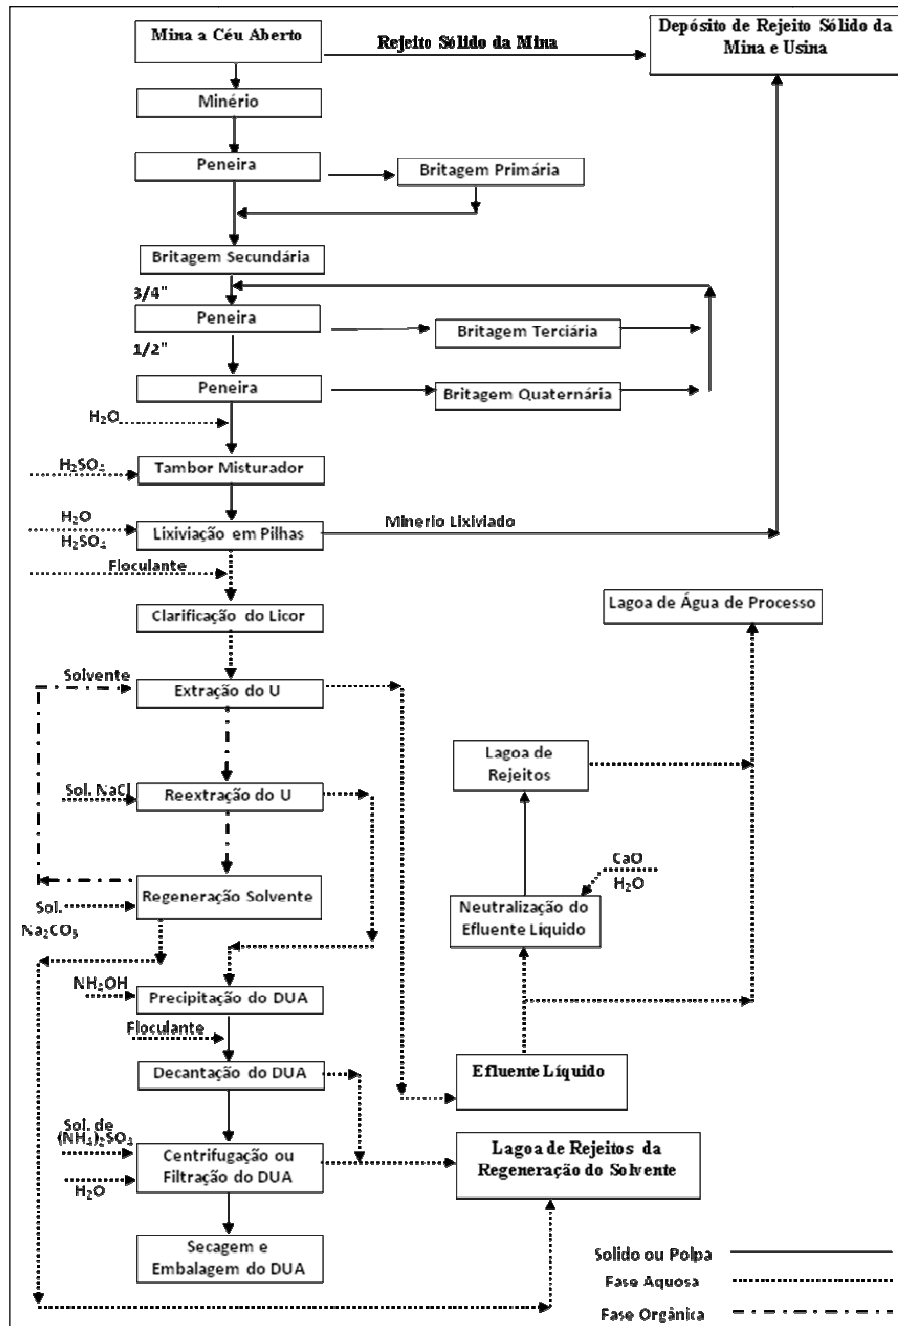 Mina a Céu Aberto
Rejeito Sólido da Mina
Depósito de Rejeito Sólido da
Mina e Usina
Minério
Peneira
Britagem Primária
Britagem Secundária
3/4"
Peneira
Britagem Terciária
1/2"
Peneira
Britagem Quaternária
H₂O
H₂SO₄
Tambor Misturador
H₂O
H₂SO₄
Lixiviação em Pilhas
Minerio Lixiviado
Floculante
Clarificação do Licor
Lagoa de Água de Processo
Solvente
Extração do U
Lagoa de
Rejeitos
Sol. NaCl
Reextração do U
CaO
H₂O
Regeneração Solvente
Sol.
Na₂CO₃
Neutralização do
Efluente Líquido
NH₄OH
Precipitação do DUA
Floculante
Decantação do DUA
Efluente Líquido
Sol. de
(NH₄)₂SO₄
H₂O
Centrifugação ou
Filtração do DUA
Lagoa de Rejeitos da
Regeneração do Solvente
Secagem e
Embalagem do DUA
Solido ou Polpa
Fase Aquosa
Fase Orgânica